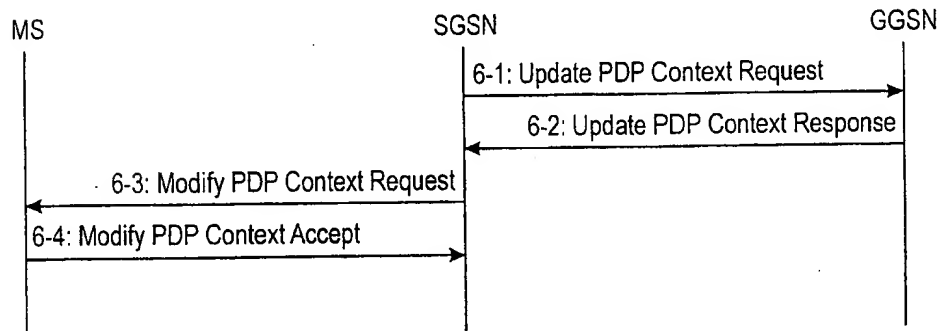 MS
SGSN
GGSN
6-1: Update PDP Context Request
6-2: Update PDP Context Response
6-3: Modify PDP Context Request
6-4: Modify PDP Context Accept